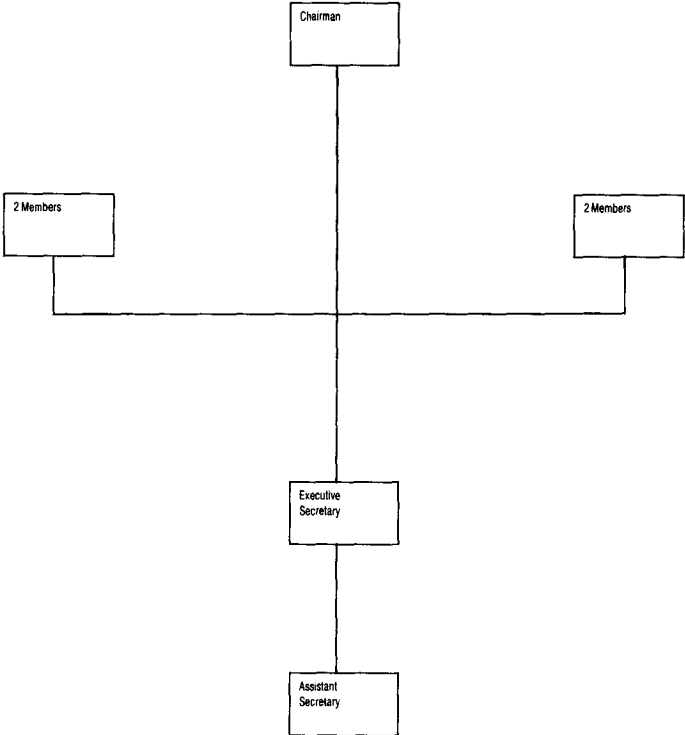 Chairman
2 Members
2 Members
Executive
Secretary
Assistant
Secretary